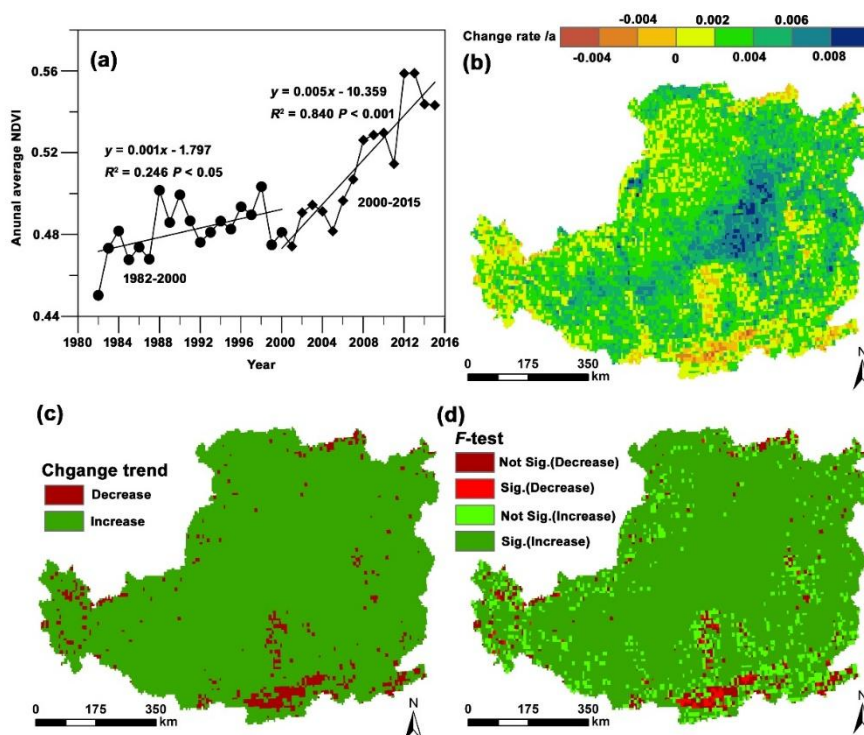 (a)
Anunal average NDVI
0.56
0.52
0.48
0.44
y = 0.001x - 1.797
R² = 0.246 P < 0.05
1982-2000
y = 0.005x - 10.359
R² = 0.840 P < 0.001
2000-2015
1980 1984 1988 1992 1996 2000 2004 2008 2012 2016
Year
(b)
Change rate /a
-0.004 0.002 0.006
-0.004 0 0.004 0.008
0 175 350
km
N
(c)
Chgange trend
Decrease
Increase
0 175 350
km
N
(d)
F-test
Not Sig.(Decrease)
Sig.(Decrease)
Not Sig.(Increase)
Sig.(Increase)
0 175 350
km
N